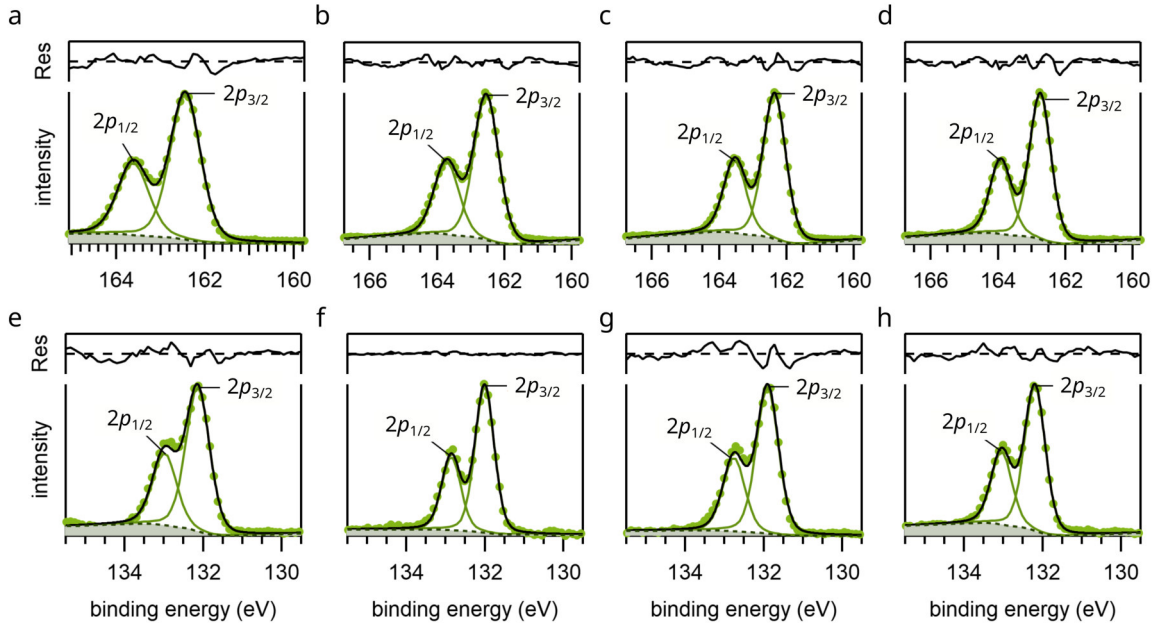 a b c d
Res
intensity
2p1/2 2p3/2 2p1/2 2p3/2 2p1/2 2p3/2 2p1/2 2p3/2
164 162 160 166 164 162 160 166 164 162 160 166 164 162 160
e f g h
Res
intensity
2p1/2 2p3/2 2p1/2 2p3/2 2p1/2 2p3/2 2p1/2 2p3/2
134 132 130 134 132 130 134 132 130 134 132 130
binding energy (eV) binding energy (eV) binding energy (eV) binding energy (eV)